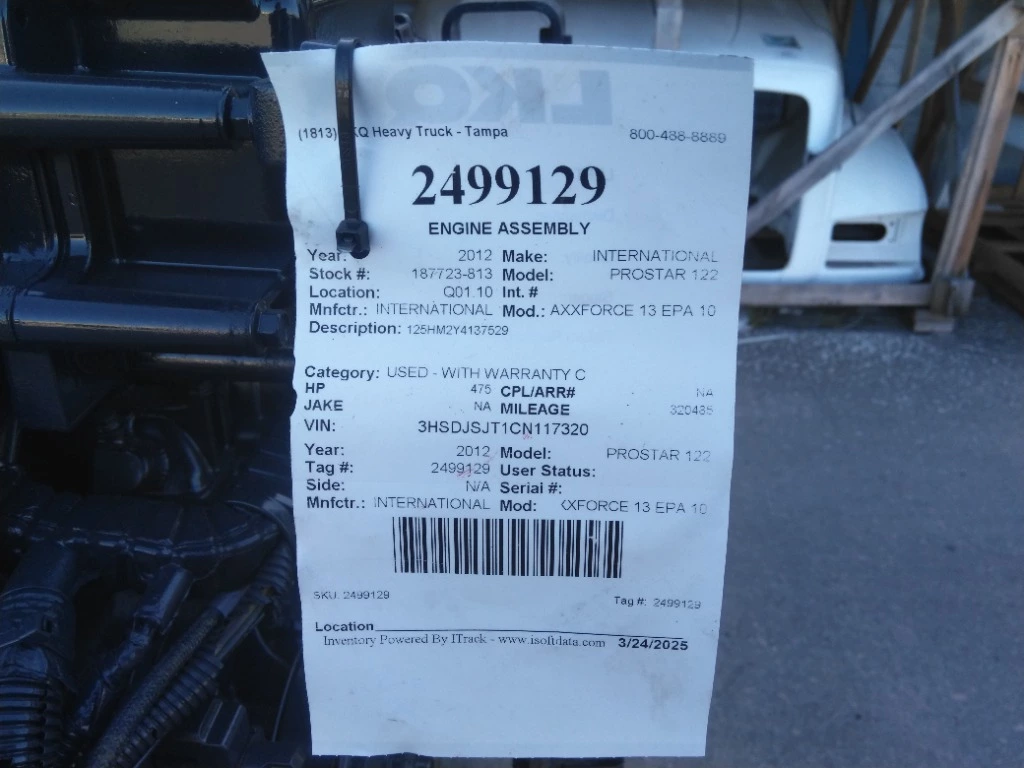 LKQ
(1813) KQ Heavy Truck - Tampa 800-488-8869
2499129
ENGINE ASSEMBLY
Year: 2012 Make: INTERNATIONAL
Stock #: 187723-813 Model: PROSTAR 122
Location: Q01.10 Int. #
Mnfctr.: INTERNATIONAL Mod.: AXXFORCE 13 EPA 10
Description: 125HM2Y4137529
Category: USED - WITH WARRANTY C
HP 475 CPL/ARR# NA
JAKE NA MILEAGE 320485
VIN: 3HSDJSJT1CN117320
Year: 2012 Model: PROSTAR 122
Tag #: 2499129 User Status:
Side: N/A Serial #:
Mnfctr.: INTERNATIONAL Mod: XXFORCE 13 EPA 10
SKU: 2499129 Tag #: 2499129
Location
Inventory Powered By ITrack - www.isoftdata.com 3/24/2025